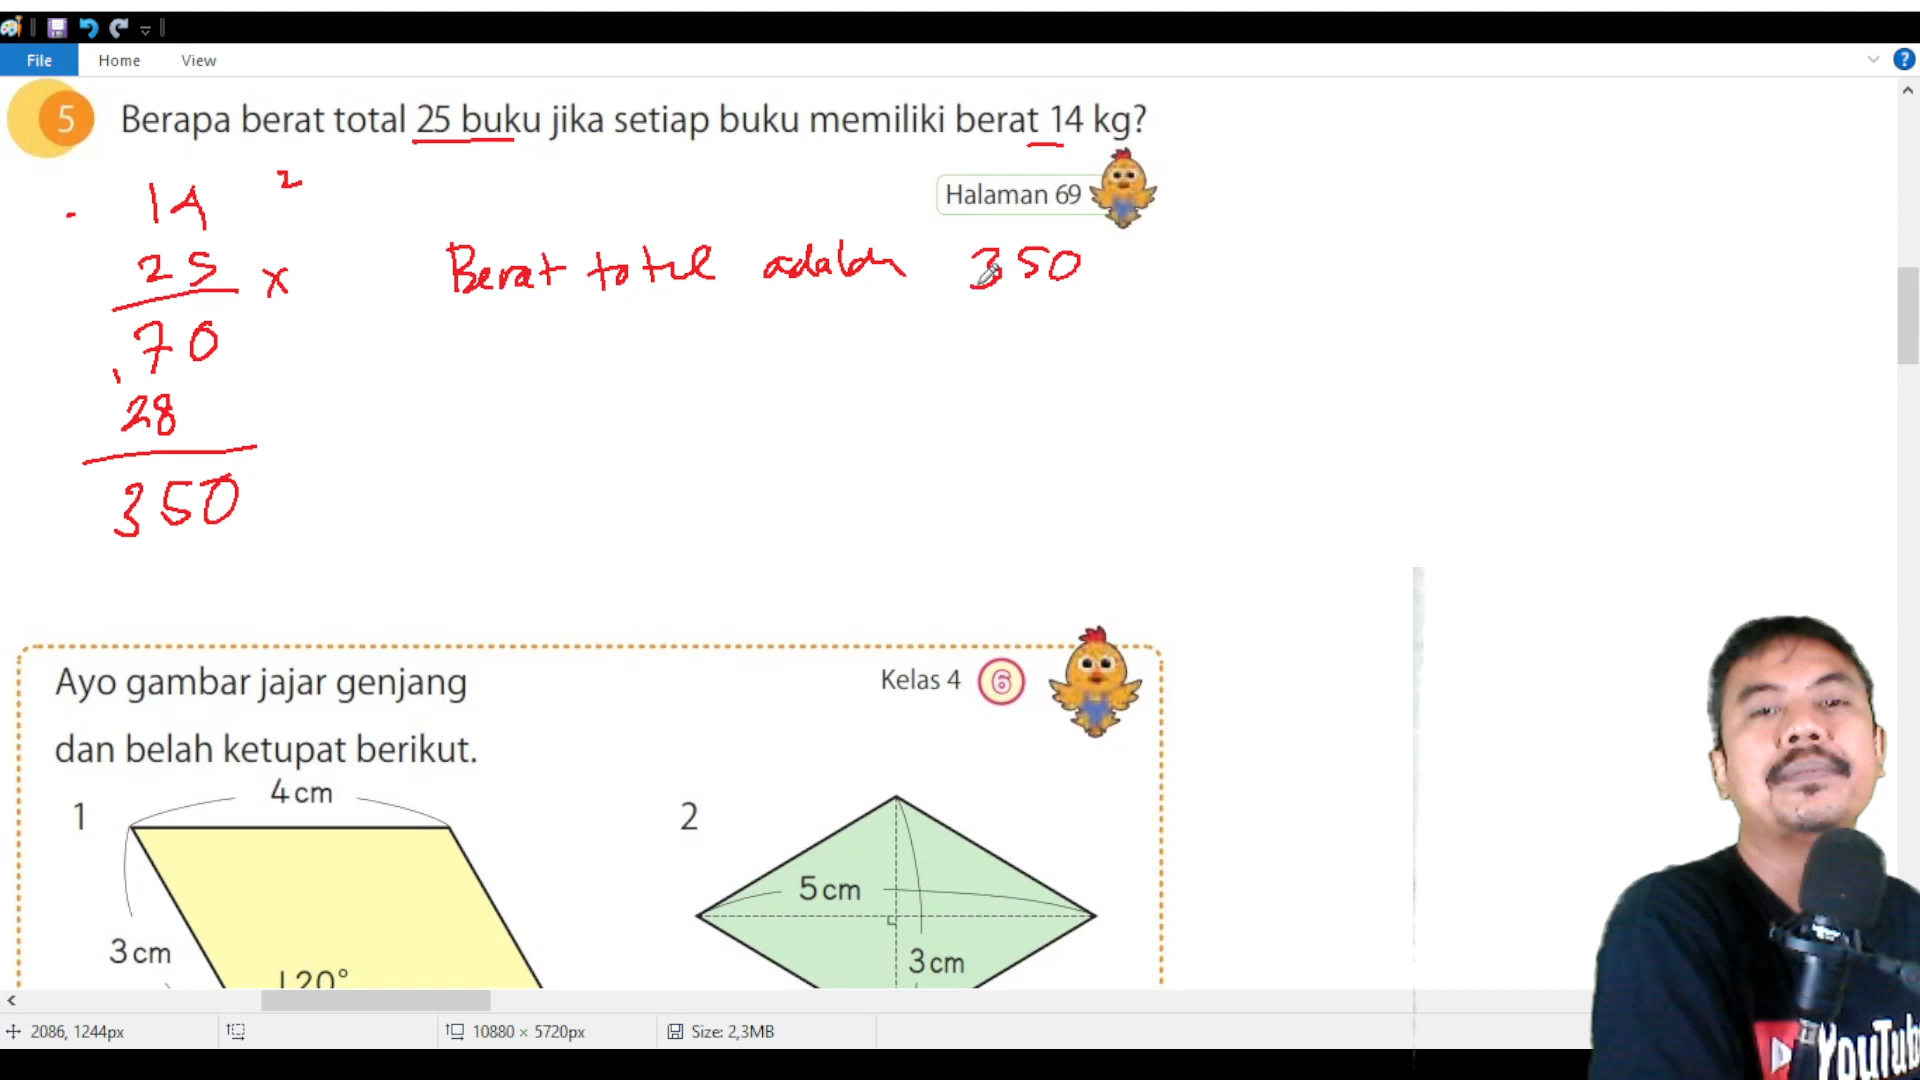 File Home View
5 Berapa berat total 25 buku jika setiap buku memiliki berat 14 kg?
Halaman 69
14 2
25 x
70
28
350
Berat total adalah 350
Ayo gambar jajar genjang
dan belah ketupat berikut.
Kelas 4 6
1
4 cm
3 cm
120°
2
5 cm
3 cm
2086, 1244px
10880 × 5720px
Size: 2,3MB
YouTub